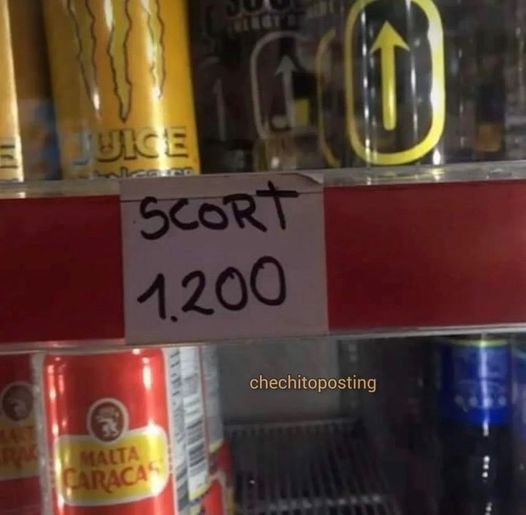 JUICE
SCORT
1.200
chechitoposting
MALTA
CARACAS